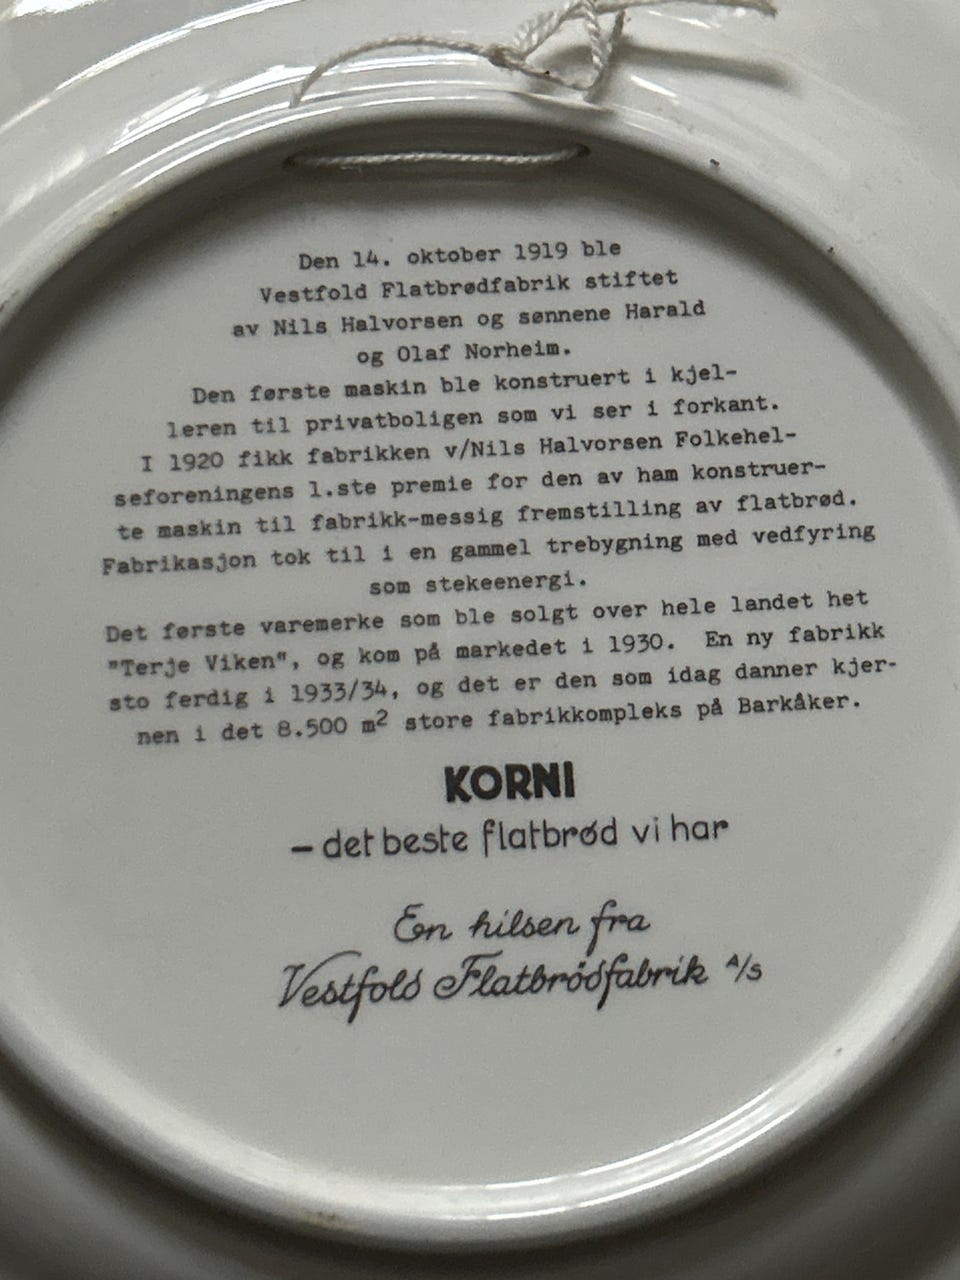 Den 14. oktober 1919 ble
Vestfold Flatbrødfabrik stiftet
av Nils Halvorsen og sønnene Harald
og Olaf Norheim.
Den første maskin ble konstruert i kjel-
leren til privatboligen som vi ser i forkant.
I 1920 fikk fabrikken v/Nils Halvorsen Folkehel-
seforeningens 1.ste premie for den av ham konstruer-
te maskin til fabrikk-messig fremstilling av flatbrød.
Fabrikasjon tok til i en gammel trebygning med vedfyring
som stekeenergi.
Det første varemerke som ble solgt over hele landet het
"Terje Viken", og kom på markedet i 1930. En ny fabrikk
sto ferdig i 1933/34, og det er den som idag danner kjer-
nen i det 8.500 m² store fabrikkompleks på Barkåker.
KORNI
– det beste flatbrød vi har
En hilsen fra
Vestfold Flatbrödfabrik A/S